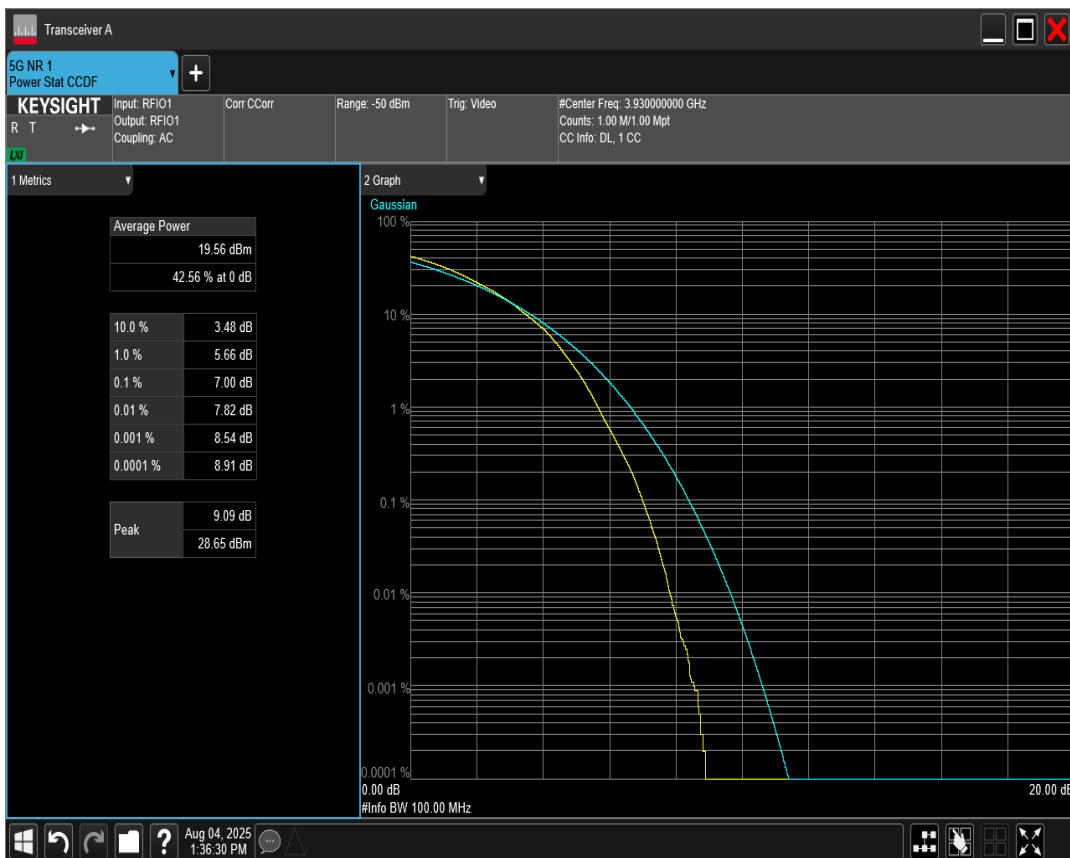 Transceiver A
5G NR 1
Power Stat CCDF
+
KEYSIGHT
R T
LXI
Input: RFIO1
Output: RFIO1
Coupling: AC
Corr CCorr
Range: -50 dBm
Trig: Video
#Center Freq: 3.930000000 GHz
Counts: 1.00 M/1.00 Mpt
CC Info: DL, 1 CC
1 Metrics
Average Power
19.56 dBm
42.56 % at 0 dB
10.0 % 3.48 dB
1.0 % 5.66 dB
0.1 % 7.00 dB
0.01 % 7.82 dB
0.001 % 8.54 dB
0.0001 % 8.91 dB
Peak
9.09 dB
28.65 dBm
2 Graph
Gaussian
100 %
10 %
1 %
0.1 %
0.01 %
0.001 %
0.0001 %
0.00 dB
20.00 dB
#Info BW 100.00 MHz
?
Aug 04, 2025
1:36:30 PM